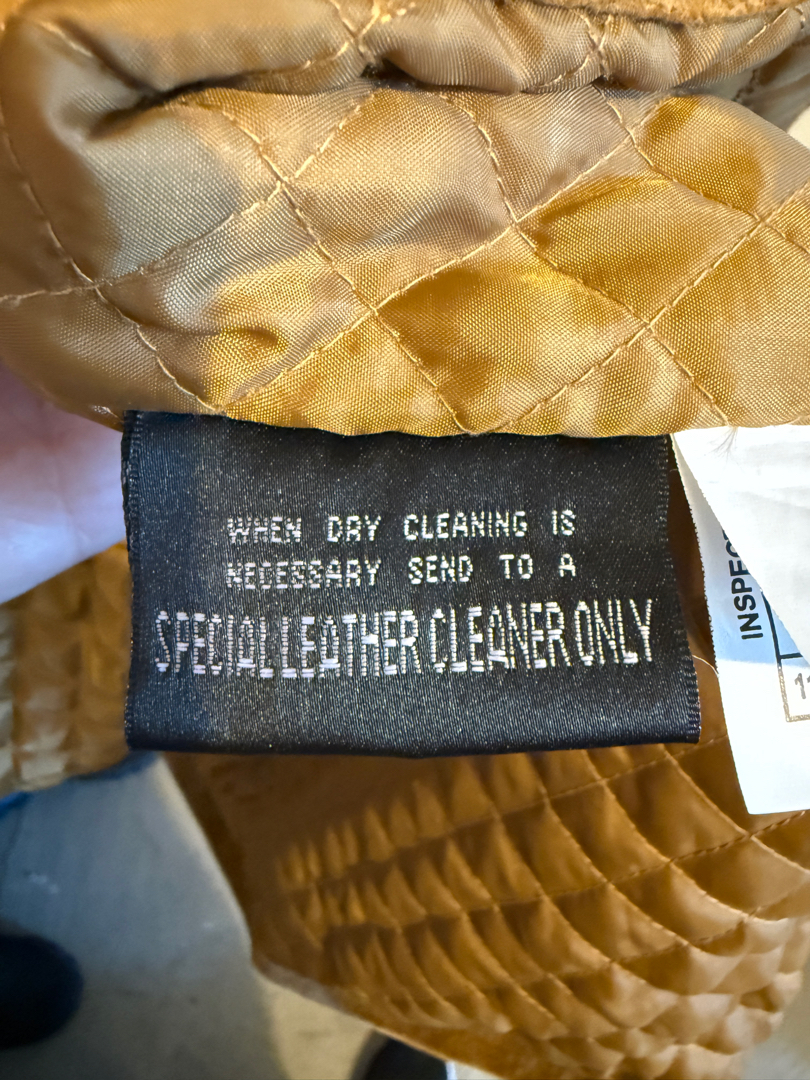 WHEN DRY CLEANING IS
NECESSARY SEND TO A
SPECIAL LEATHER CLEANER ONLY